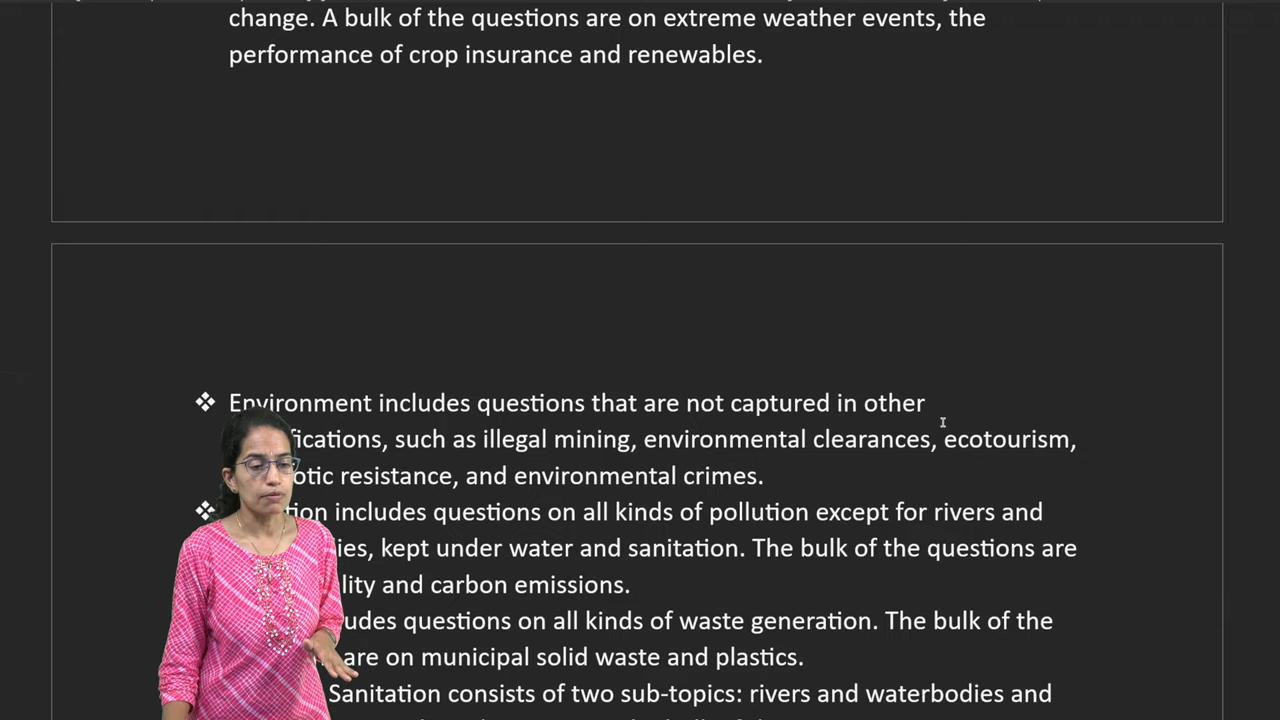 change. A bulk of the questions are on extreme weather events, the
performance of crop insurance and renewables.
❖ Environment includes questions that are not captured in other
fications, such as illegal mining, environmental clearances, ecotourism,
otic resistance, and environmental crimes.
❖ tion includes questions on all kinds of pollution except for rivers and
ies, kept under water and sanitation. The bulk of the questions are
lity and carbon emissions.
udes questions on all kinds of waste generation. The bulk of the
are on municipal solid waste and plastics.
Sanitation consists of two sub-topics: rivers and waterbodies and